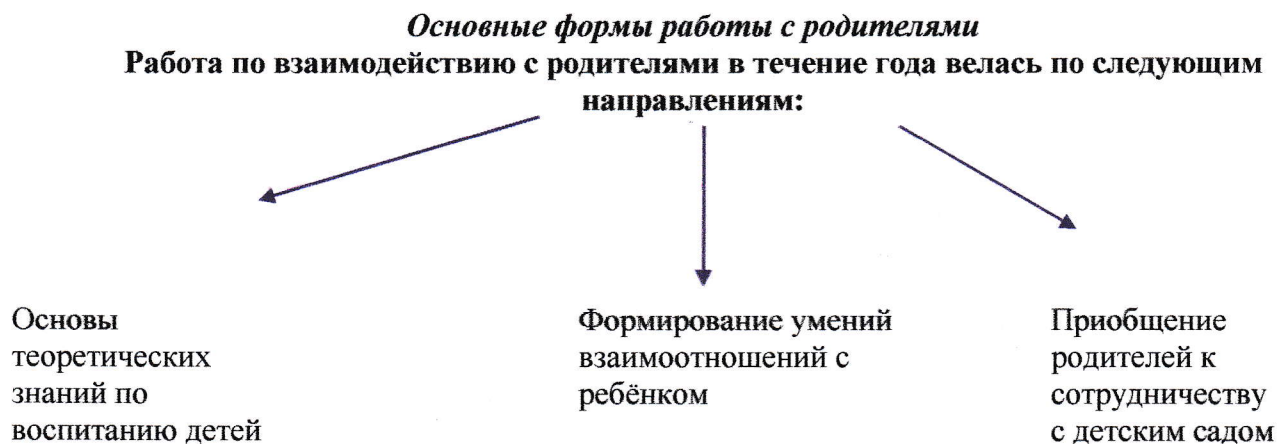 Основные формы работы с родителями
Работа по взаимодействию с родителями в течение года велась по следующим
направлениям:
Основы
теоретических
знаний по
воспитанию детей
Формирование умений
взаимоотношений с
ребёнком
Приобщение
родителей к
сотрудничеству
с детским садом